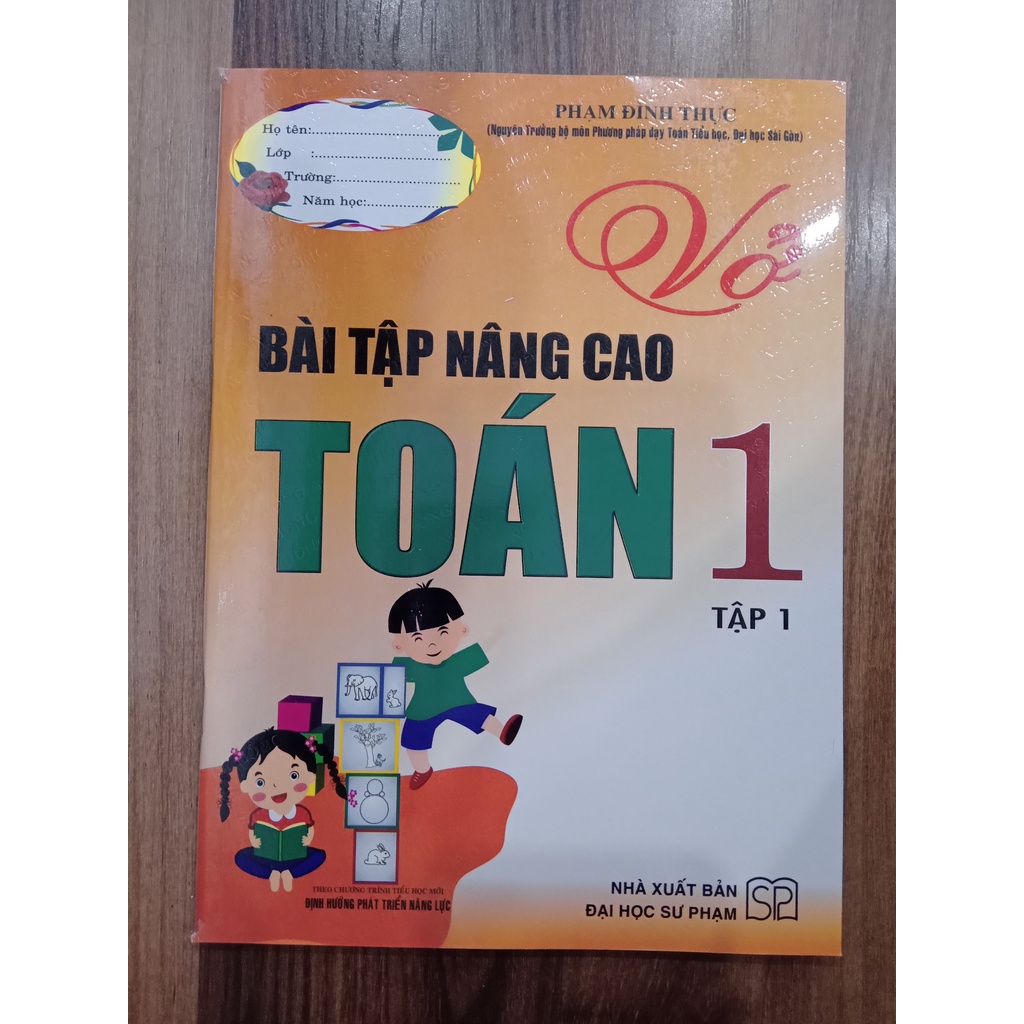 PHẠM ĐÌNH THỰC
(Nguyên Trưởng bộ môn Phương pháp dạy Toán Tiểu học, Đại học Sài Gòn)
Họ tên:..............................
Lớp :..............................
Trường:..............................
Năm học:....................
Vở
BÀI TẬP NÂNG CAO
TOÁN 1
TẬP 1
THEO CHƯƠNG TRÌNH TIỂU HỌC MỚI
ĐỊNH HƯỚNG PHÁT TRIỂN NĂNG LỰC
NHÀ XUẤT BẢN
ĐẠI HỌC SƯ PHẠM
SP